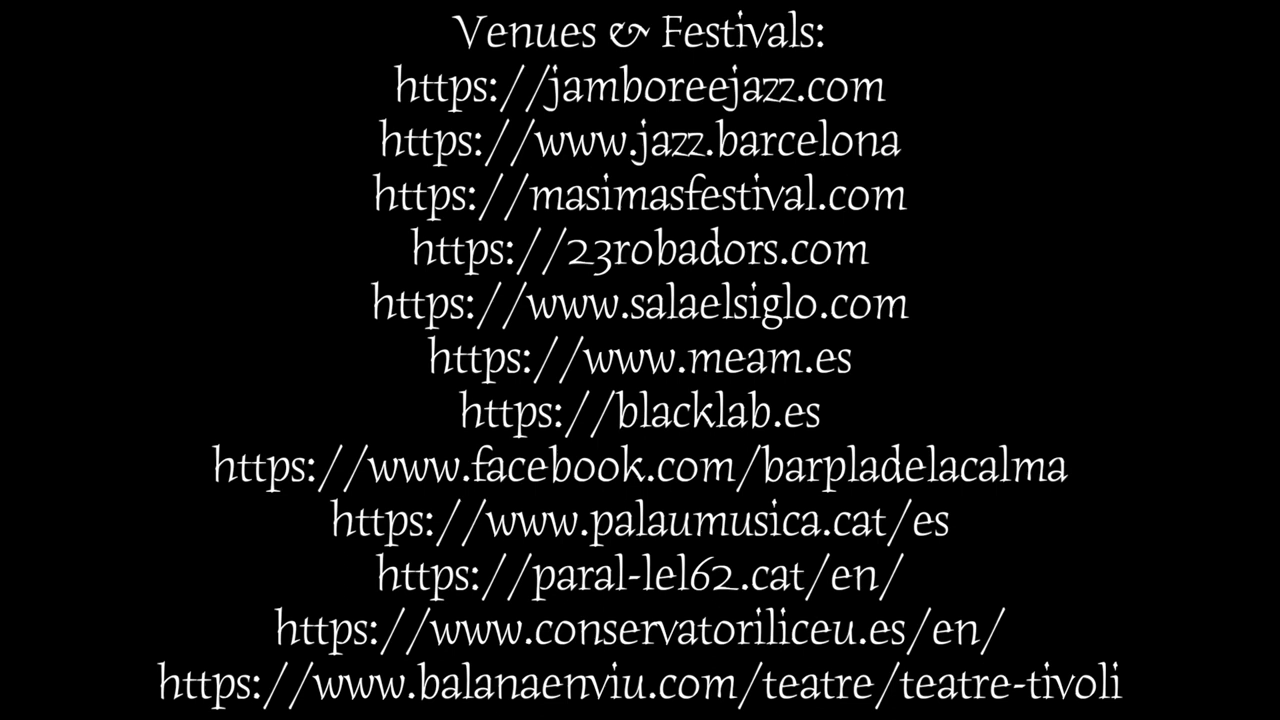 Venues & Festivals:
https://jamboreejazz.com
https://www.jazz.barcelona
https://masimasfestival.com
https://23robadors.com
https://www.salaelsiglo.com
https://www.meam.es
https://blacklab.es
https://www.facebook.com/barpladelacalma
https://www.palaumusica.cat/es
https://paral-lel62.cat/en/
https://www.conservatoriliceu.es/en/
https://www.balanaenviu.com/teatre/teatre-tivoli